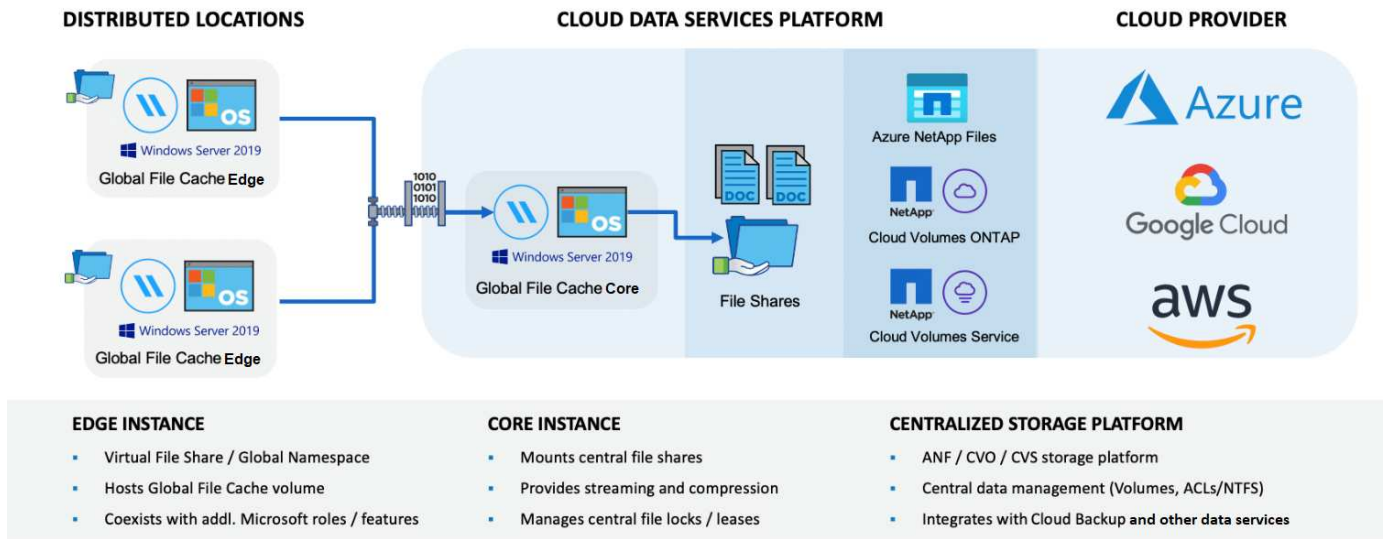 DISTRIBUTED LOCATIONS
CLOUD DATA SERVICES PLATFORM
CLOUD PROVIDER
OS
Windows Server 2019
Global File Cache Edge
OS
Windows Server 2019
Global File Cache Edge
1010
0101
1010
OS
Windows Server 2019
Global File Cache Core
DOC
DOC
File Shares
Azure NetApp Files
NetApp
Cloud Volumes ONTAP
NetApp
Cloud Volumes Service
Azure
Google Cloud
aws
EDGE INSTANCE
▪ Virtual File Share / Global Namespace
▪ Hosts Global File Cache volume
▪ Coexists with addl. Microsoft roles / features
CORE INSTANCE
▪ Mounts central file shares
▪ Provides streaming and compression
▪ Manages central file locks / leases
CENTRALIZED STORAGE PLATFORM
▪ ANF / CVO / CVS storage platform
▪ Central data management (Volumes, ACLs/NTFS)
▪ Integrates with Cloud Backup and other data services